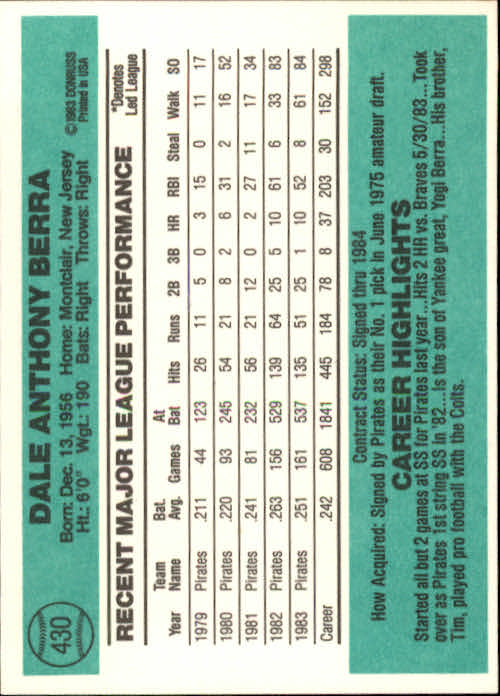 430
DALE ANTHONY BERRA
Born: Dec. 13, 1956 Home: Montclair, New Jersey
Ht.: 6'0" Wgt.: 190 Bats: Right Throws: Right
©1983 DONRUSS
Printed in USA
RECENT MAJOR LEAGUE PERFORMANCE
*Denotes
Led League
Year Team Name Bat. Avg. Games At Bat Hits Runs 2B 3B HR RBI Steal Walk SO
1979 Pirates .211 44 123 26 11 5 0 3 15 0 11 17
1980 Pirates .220 93 245 54 21 8 2 6 31 2 16 52
1981 Pirates .241 81 232 56 21 12 0 2 27 11 17 34
1982 Pirates .263 156 529 139 64 25 5 10 61 6 33 83
1983 Pirates .251 161 537 135 51 25 1 10 52 8 61 84
Career .242 608 1841 445 184 78 8 37 203 30 152 298
Contract Status: Signed thru 1984
How Acquired: Signed by Pirates as their No. 1 pick in June 1975 amateur draft.
CAREER HIGHLIGHTS
Started all but 2 games at SS for Pirates last year...Hits 2 HR vs. Braves 5/30/83...Took
over as Pirates 1st string SS in '82...Is the son of Yankee great, Yogi Berra...His brother,
Tim, played pro football with the Colts.